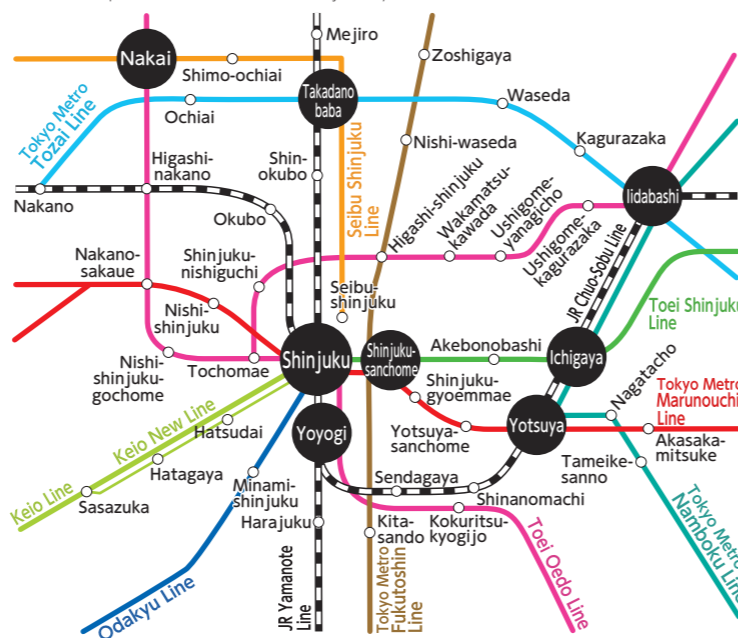 Mejiro
Nakai
Zoshigaya
Shimo-ochiai
Takadano
baba
Waseda
Tokyo Metro
Tozai Line
Ochiai
Nishi-waseda
Kagurazaka
Higashi-
nakano
Shin-
okubo
Seibu Shinjuku
Line
Higashi-shinjuku
Wakamatsu-
kawada
Ushigome-
yanagicho
Ushigome-
kagurazaka
Iidabashi
Nakano
Okubo
JR Chuo-Sobu Line
Nakano-
sakaue
Shinjuku-
nishiguchi
Seibu-
shinjuku
Toei Shinjuku
Line
Nishi-
shinjuku
Akebonobashi
Nishi-
shinjuku-
gochome
Tochomae
Shinjuku
Shinjuku-
sanchome
Ichigaya
Shinjuku-
gyoemmae
Nagatacho
Tokyo Metro
Marunouchi
Line
Keio New Line
Hatsudai
Yoyogi
Yotsuya-
sanchome
Yotsuya
Akasaka-
mitsuke
Keio Line
Hatagaya
Sasazuka
Minami-
shinjuku
Sendagaya
Shinanomachi
Tameike-
sanno
Harajuku
Kita-
sando
Kokuritsu-
kyogijo
Tokyo Metro
Namboku Line
Odakyu Line
JR Yamanote
Line
Tokyo Metro
Fukutoshin
Line
Toei Oedo Line